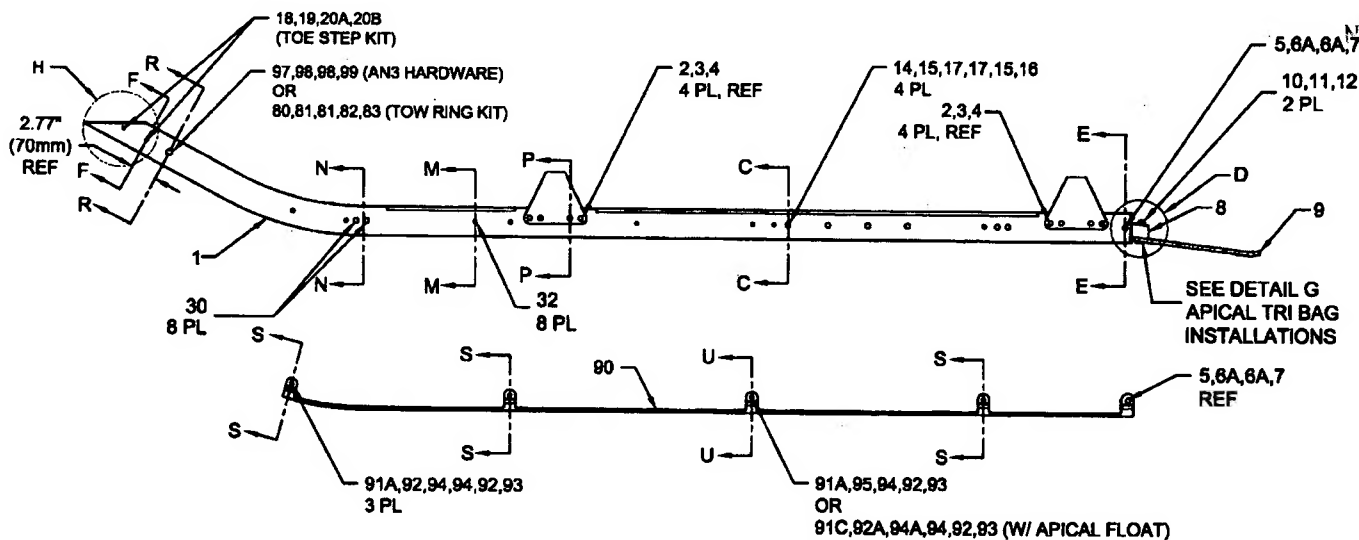 18,19,20A,20B
(TOE STEP KIT)
H
R
F
97,98,98,99 (AN3 HARDWARE)
OR
80,81,81,82,83 (TOW RING KIT)
2.77"
(70mm)
REF
F
R
1
2,3,4
4 PL, REF
14,15,17,17,15,16
4 PL
2,3,4
4 PL, REF
N
5,6A,6A,7
10,11,12
2 PL
E
D
8
9
N
M
P
C
N
M
P
C
E
30
8 PL
32
8 PL
SEE DETAIL G
APICAL TRI BAG
INSTALLATIONS
S
S
U
S
90
5,6A,6A,7
REF
S
S
U
S
91A,92,94,94,92,93
3 PL
91A,95,94,92,93
OR
91C,92A,94A,94,92,93 (W/ APICAL FLOAT)